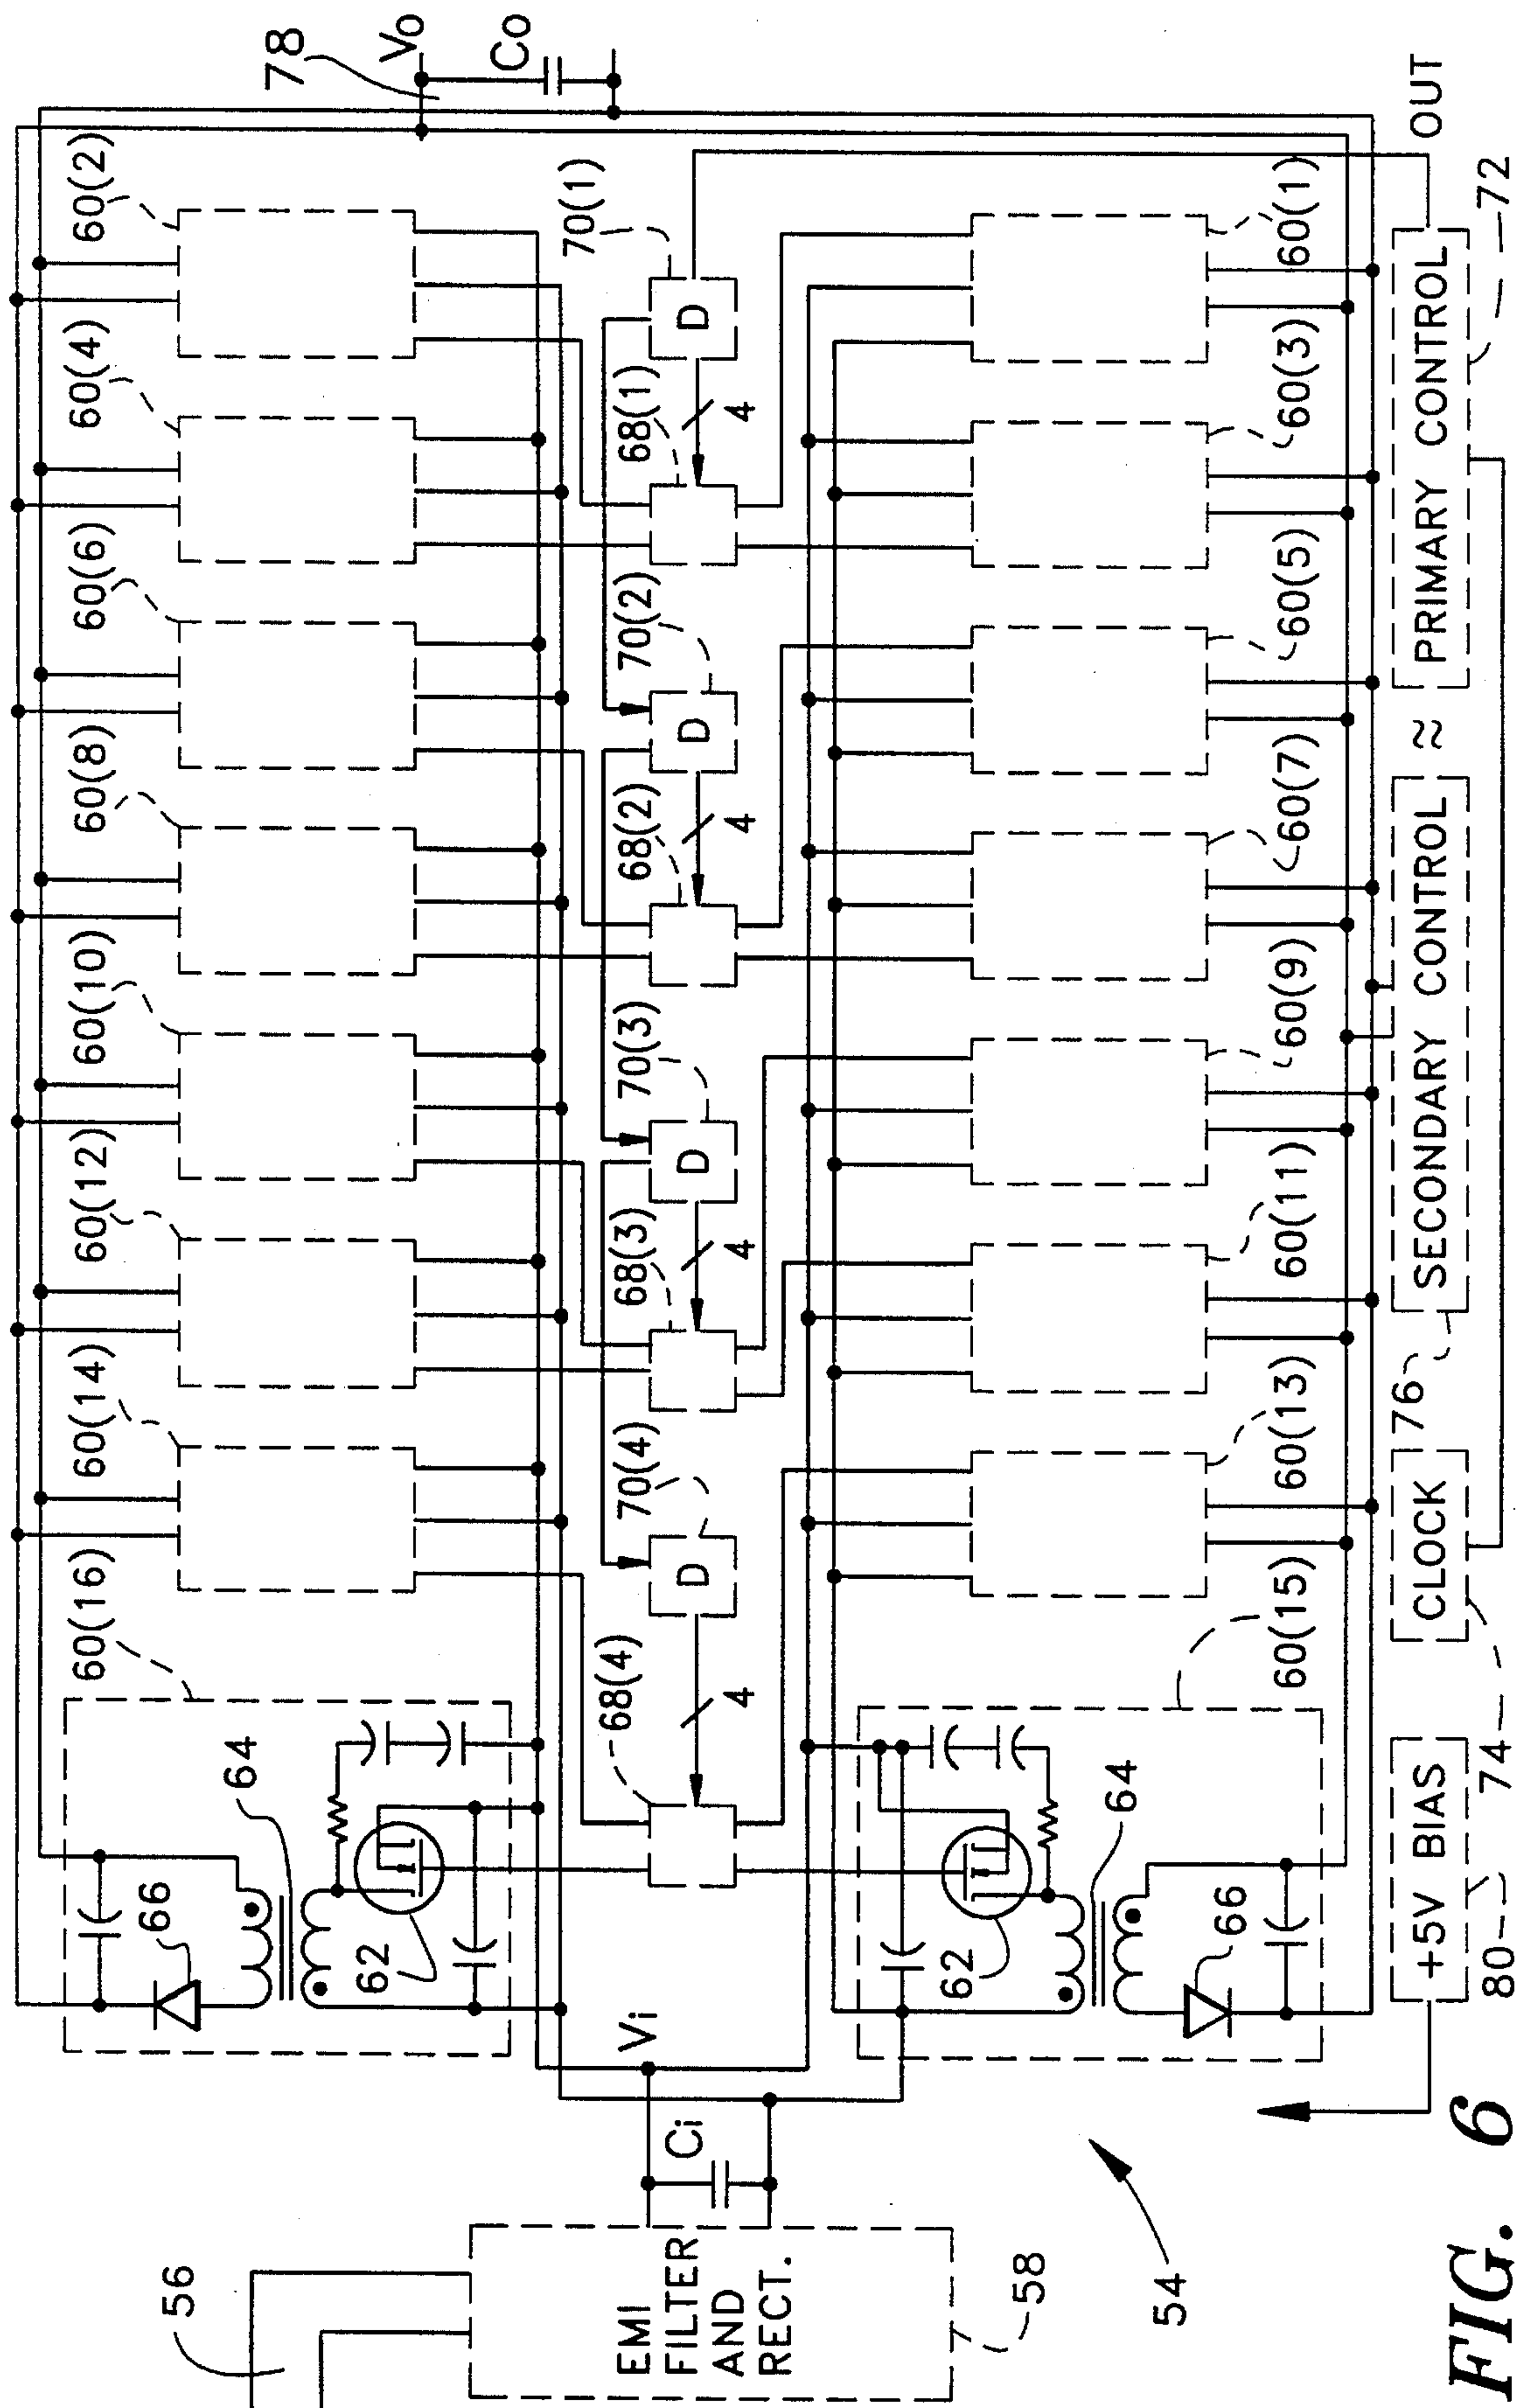 78
Vo
Co
60(2)
60(4)
60(6)
60(8)
60(10)
60(12)
60(14)
60(16)
64
66
62
70(1)
D
68(1)
4
70(2)
D
68(2)
4
70(3)
D
68(3)
4
70(4)
D
68(4)
4
Vi
Ci
56
EMI
FILTER
AND
RECT.
58
54
60(1)
60(3)
60(5)
60(7)
60(9)
60(11)
60(13)
60(15)
64
66
62
OUT
72
PRIMARY CONTROL
≈
SECONDARY CONTROL
76
CLOCK
74
+5V BIAS
80
FIG. 6